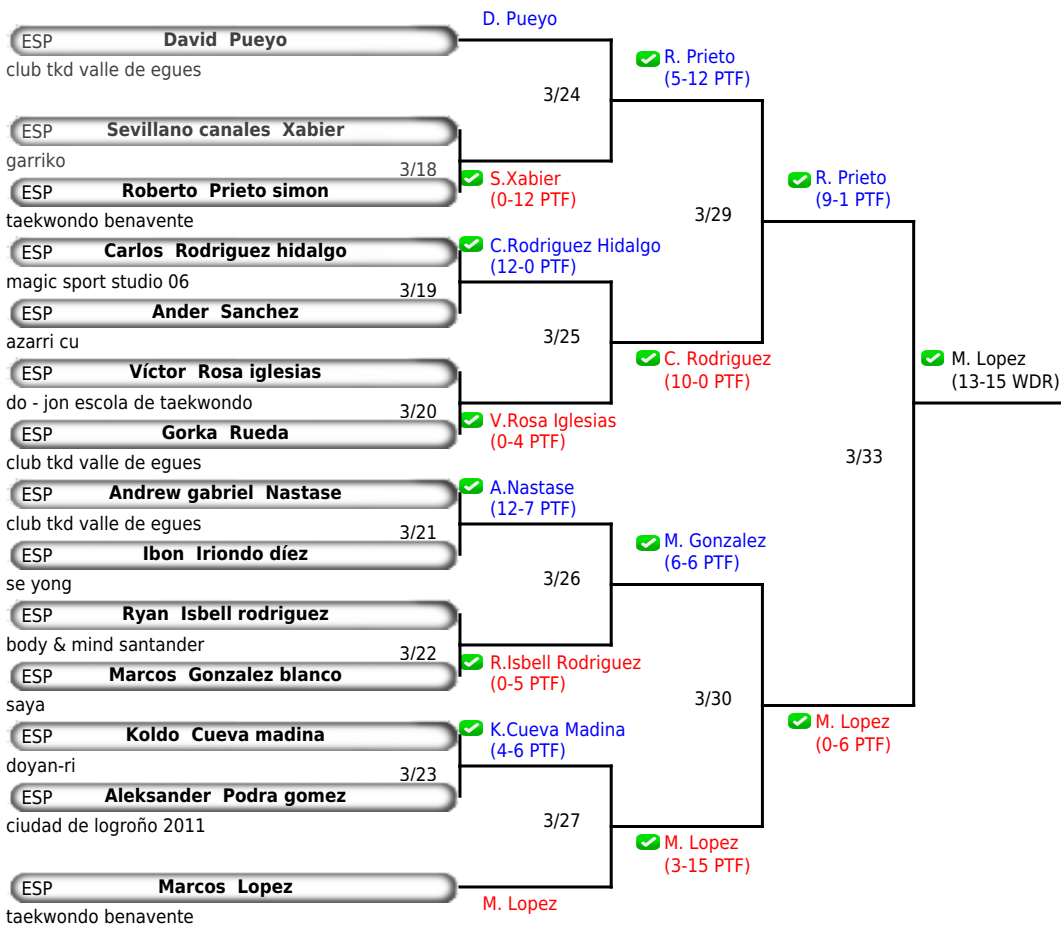 D. Pueyo
ESP David Pueyo
club tkd valle de egues
R. Prieto
(5-12 PTF)
3/24
ESP Sevillano canales Xabier
garriko
3/18
S.Xabier
(0-12 PTF)
ESP Roberto Prieto simon
taekwondo benavente
R. Prieto
(9-1 PTF)
3/29
ESP Carlos Rodriguez hidalgo
magic sport studio 06
C.Rodriguez Hidalgo
(12-0 PTF)
3/19
ESP Ander Sanchez
azarri cu
3/25
C. Rodriguez
(10-0 PTF)
M. Lopez
(13-15 WDR)
ESP Víctor Rosa iglesias
do - jon escola de taekwondo
3/20
V.Rosa Iglesias
(0-4 PTF)
ESP Gorka Rueda
club tkd valle de egues
3/33
ESP Andrew gabriel Nastase
club tkd valle de egues
A.Nastase
(12-7 PTF)
3/21
ESP Ibon Iriondo díez
se yong
M. Gonzalez
(6-6 PTF)
3/26
ESP Ryan Isbell rodriguez
body & mind santander
3/22
R.Isbell Rodriguez
(0-5 PTF)
ESP Marcos Gonzalez blanco
saya
3/30
M. Lopez
(0-6 PTF)
ESP Koldo Cueva madina
doyan-ri
K.Cueva Madina
(4-6 PTF)
3/23
ESP Aleksander Podra gomez
ciudad de logroño 2011
3/27
M. Lopez
(3-15 PTF)
ESP Marcos Lopez
taekwondo benavente
M. Lopez